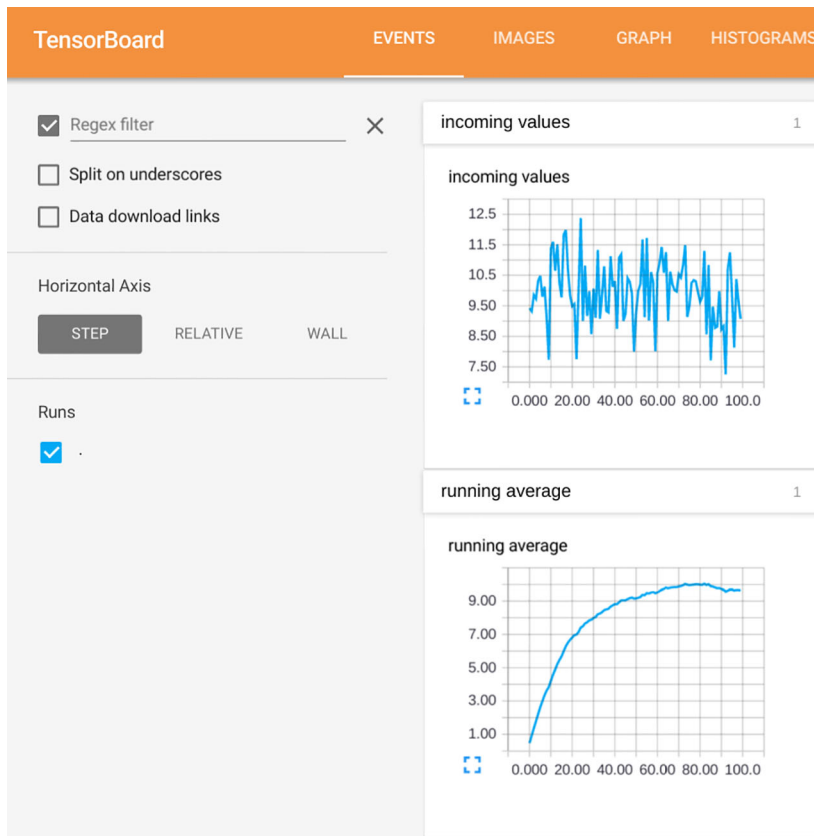 TensorBoard
EVENTS IMAGES GRAPH HISTOGRAMS
Regex filter
Split on underscores
Data download links
Horizontal Axis
STEP RELATIVE WALL
Runs
.
incoming values 1
incoming values
12.5
11.5
10.5
9.50
8.50
7.50
0.000 20.00 40.00 60.00 80.00 100.0
running average 1
running average
9.00
7.00
5.00
3.00
1.00
0.000 20.00 40.00 60.00 80.00 100.0